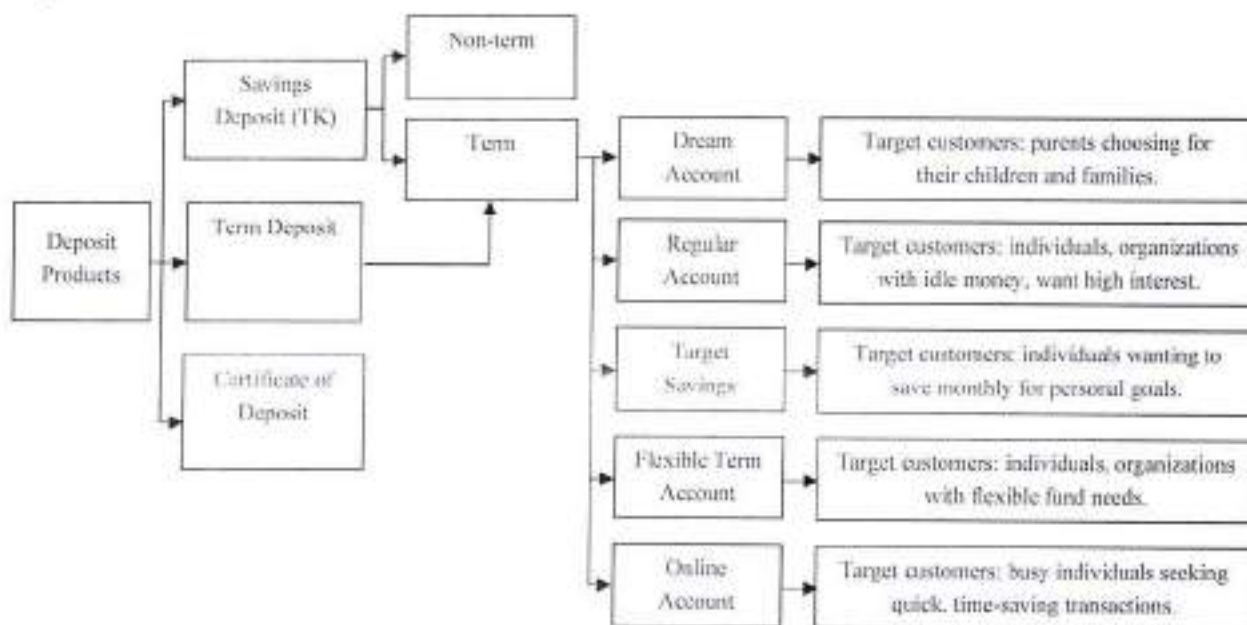 Deposit
Products
Savings
Deposit (TK)
Term Deposit
Certificate of
Deposit
Non-term
Term
Dream
Account
Target customers: parents choosing for
their children and families.
Regular
Account
Target customers: individuals, organizations
with idle money, want high interest.
Target
Savings
Target customers: individuals wanting to
save monthly for personal goals.
Flexible Term
Account
Target customers: individuals, organizations
with flexible fund needs.
Online
Account
Target customers: busy individuals seeking
quick, time-saving transactions